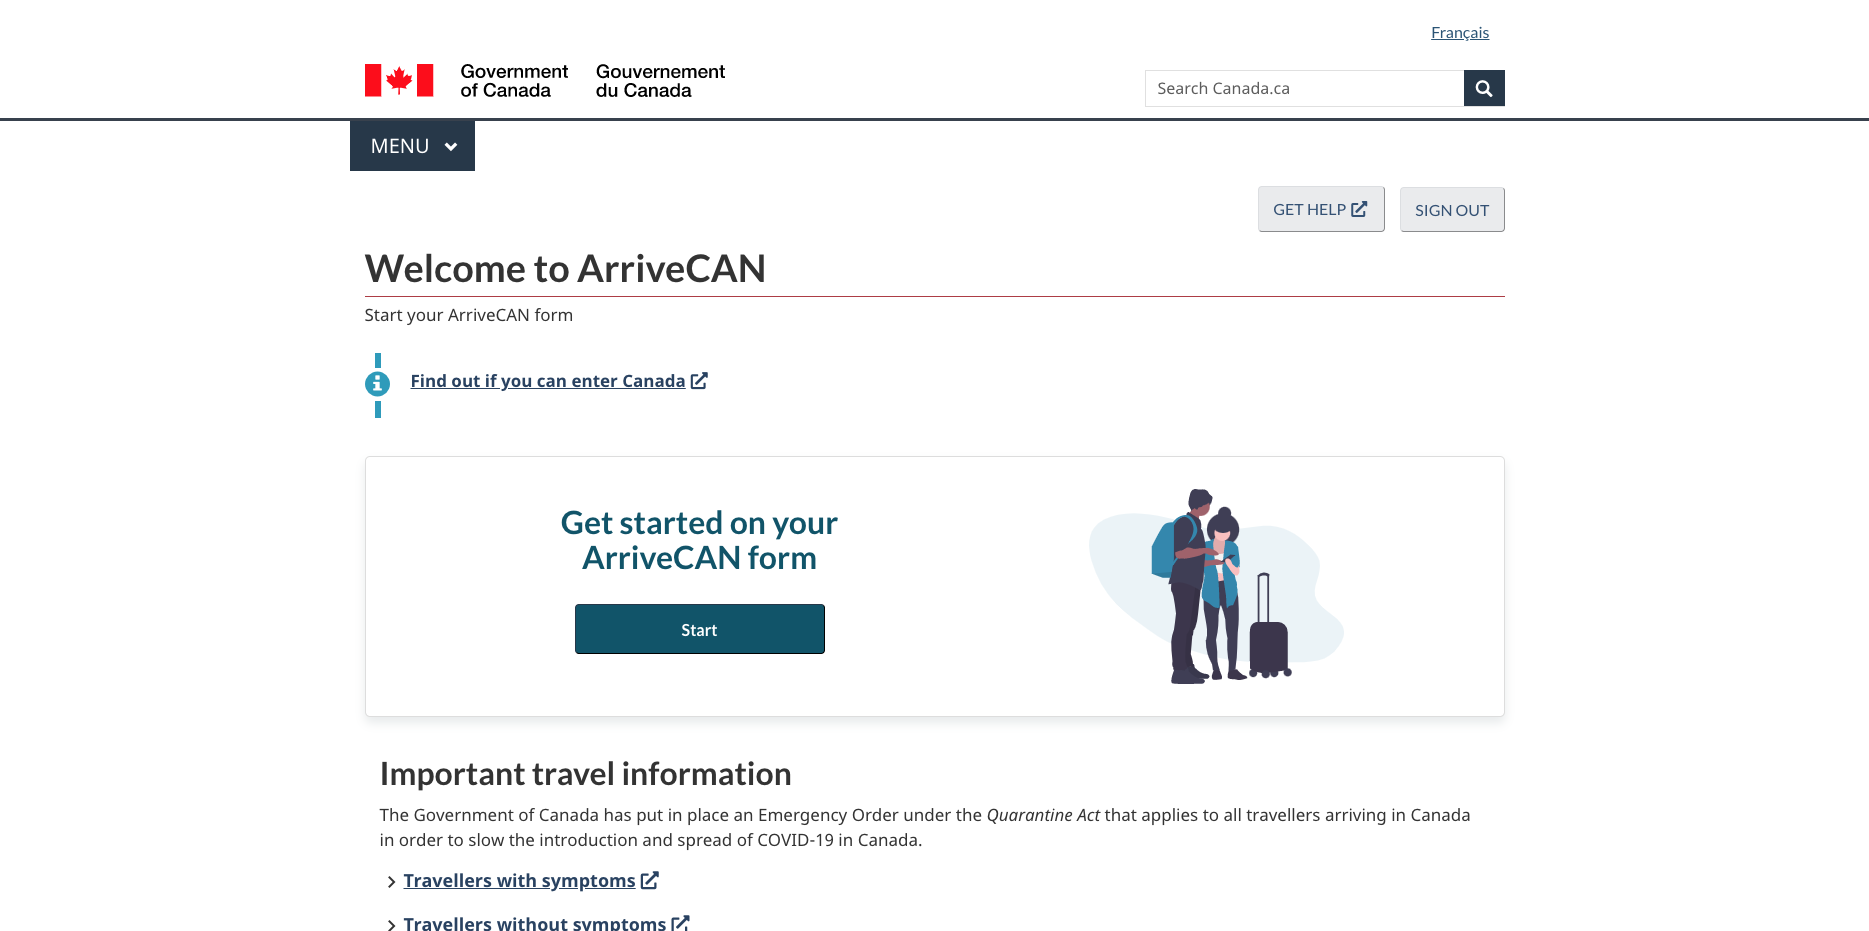 Français
Government
of Canada
Gouvernement
du Canada
Search Canada.ca
MENU
GET HELP
SIGN OUT
Welcome to ArriveCAN
Start your ArriveCAN form
Find out if you can enter Canada
Get started on your
ArriveCAN form
Start
Important travel information
The Government of Canada has put in place an Emergency Order under the Quarantine Act that applies to all travellers arriving in Canada
in order to slow the introduction and spread of COVID-19 in Canada.
Travellers with symptoms
Travellers without symptoms